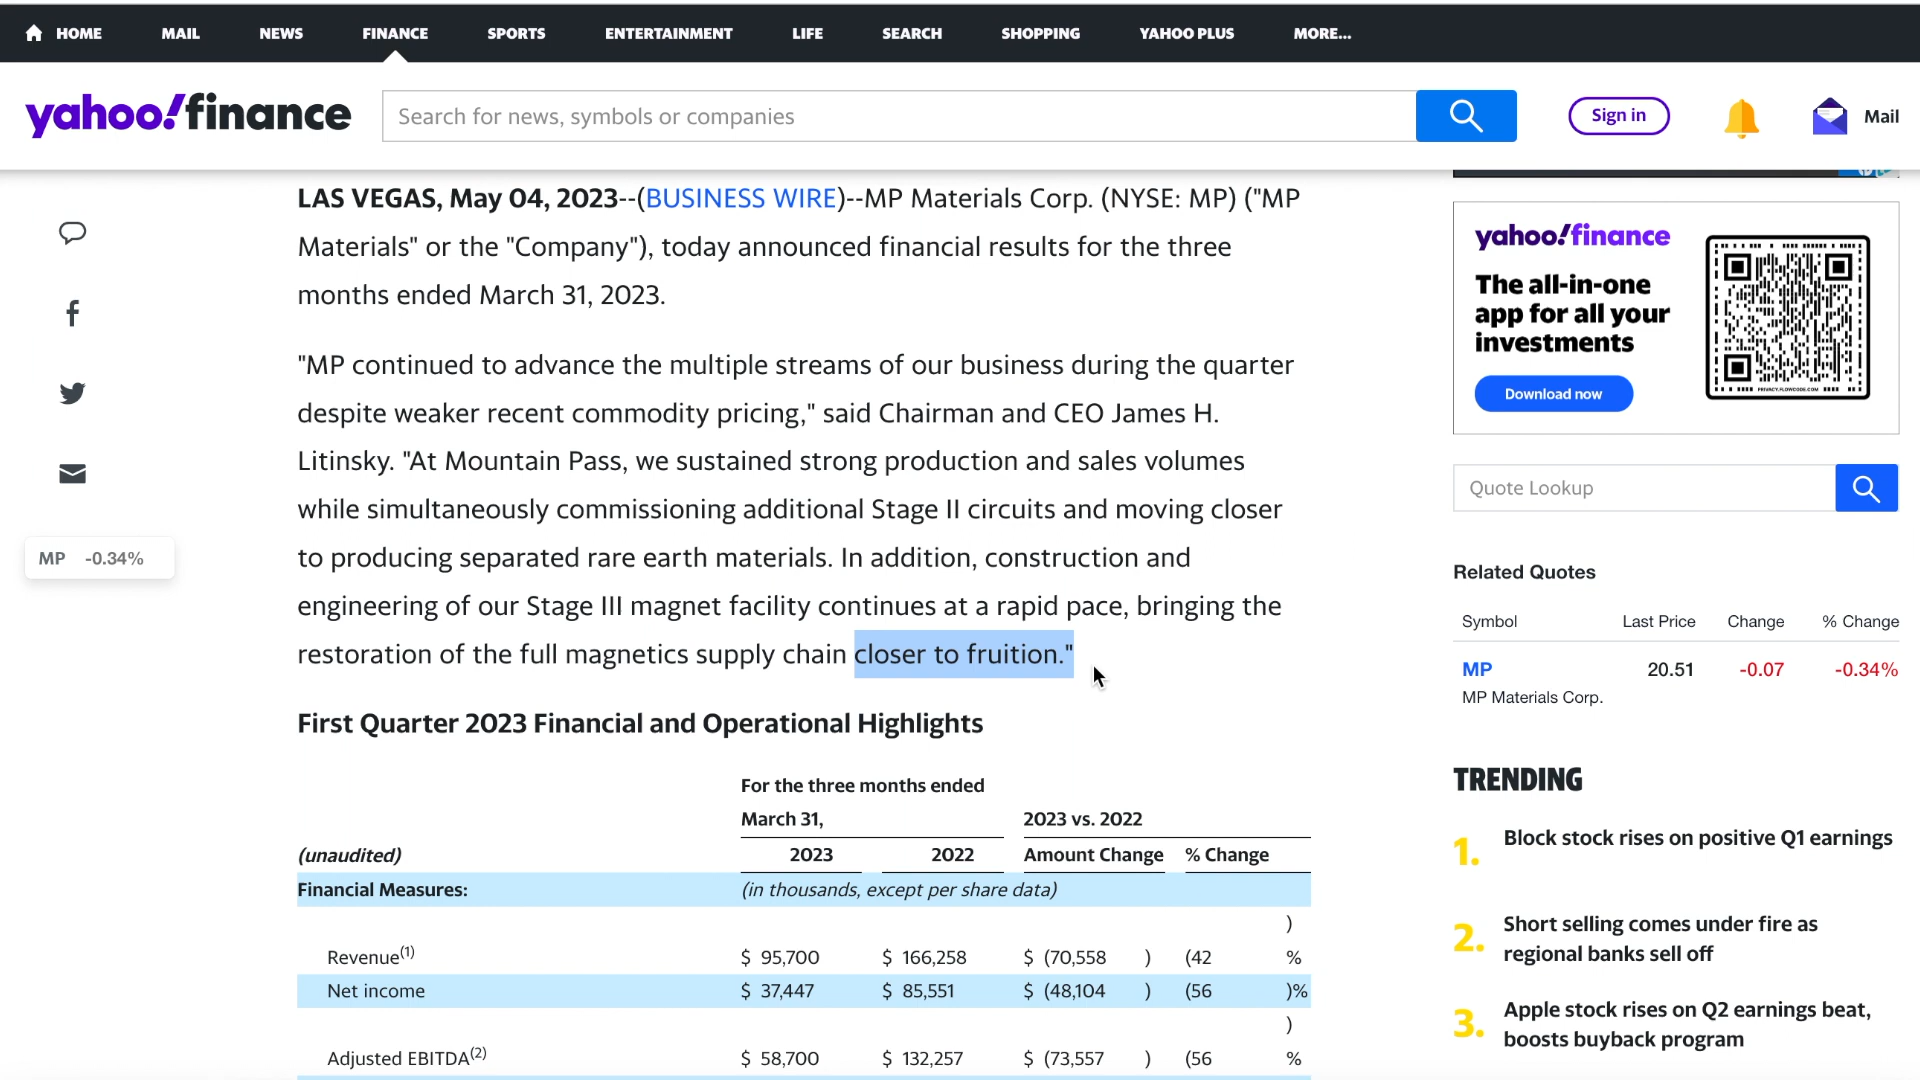 HOME MAIL NEWS FINANCE SPORTS ENTERTAINMENT LIFE SEARCH SHOPPING YAHOO PLUS MORE...
yahoo!finance
Search for news, symbols or companies
Sign in
Mail
LAS VEGAS, May 04, 2023--(BUSINESS WIRE)--MP Materials Corp. (NYSE: MP) ("MP
Materials" or the "Company"), today announced financial results for the three
months ended March 31, 2023.
"MP continued to advance the multiple streams of our business during the quarter
despite weaker recent commodity pricing," said Chairman and CEO James H.
Litinsky. "At Mountain Pass, we sustained strong production and sales volumes
while simultaneously commissioning additional Stage II circuits and moving closer
to producing separated rare earth materials. In addition, construction and
engineering of our Stage III magnet facility continues at a rapid pace, bringing the
restoration of the full magnetics supply chain closer to fruition."
MP -0.34%
First Quarter 2023 Financial and Operational Highlights
For the three months ended
March 31, 2023 vs. 2022
(unaudited) 2023 2022 Amount Change % Change
Financial Measures: (in thousands, except per share data)
)
Revenue(1) $ 95,700 $ 166,258 $ (70,558 ) (42 %
Net income $ 37,447 $ 85,551 $ (48,104 ) (56 )%
)
Adjusted EBITDA(2) $ 58,700 $ 132,257 $ (73,557 ) (56 %
yahoo!finance
The all-in-one
app for all your
investments
Download now
PRIVACY.FLOWCODE.COM
Quote Lookup
Related Quotes
Symbol Last Price Change % Change
MP 20.51 -0.07 -0.34%
MP Materials Corp.
TRENDING
1. Block stock rises on positive Q1 earnings
2. Short selling comes under fire as
regional banks sell off
3. Apple stock rises on Q2 earnings beat,
boosts buyback program